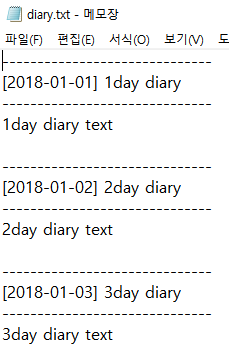 diary.txt - 메모장
파일(F) 편집(E) 서식(O) 보기(V)
------------------------------
[2018-01-01] 1day diary
------------------------------
1day diary text

------------------------------
[2018-01-02] 2day diary
------------------------------
2day diary text

------------------------------
[2018-01-03] 3day diary
------------------------------
3day diary text